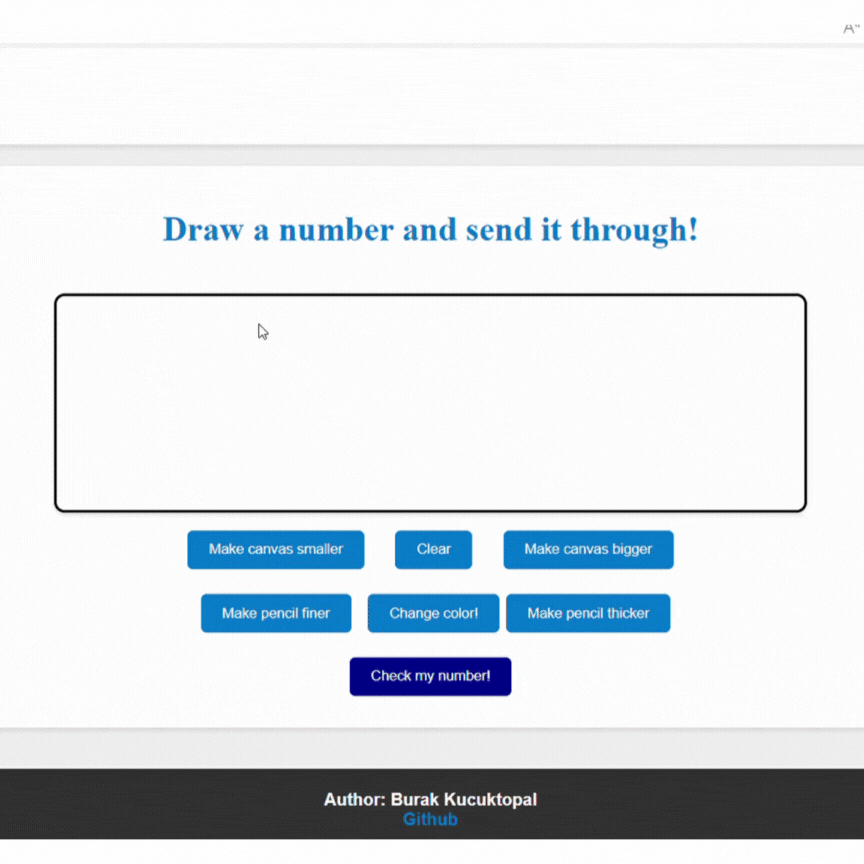 A"
Draw a number and send it through!
Make canvas smaller
Clear
Make canvas bigger
Make pencil finer
Change color!
Make pencil thicker
Check my number!
Author: Burak Kucuktopal
Github